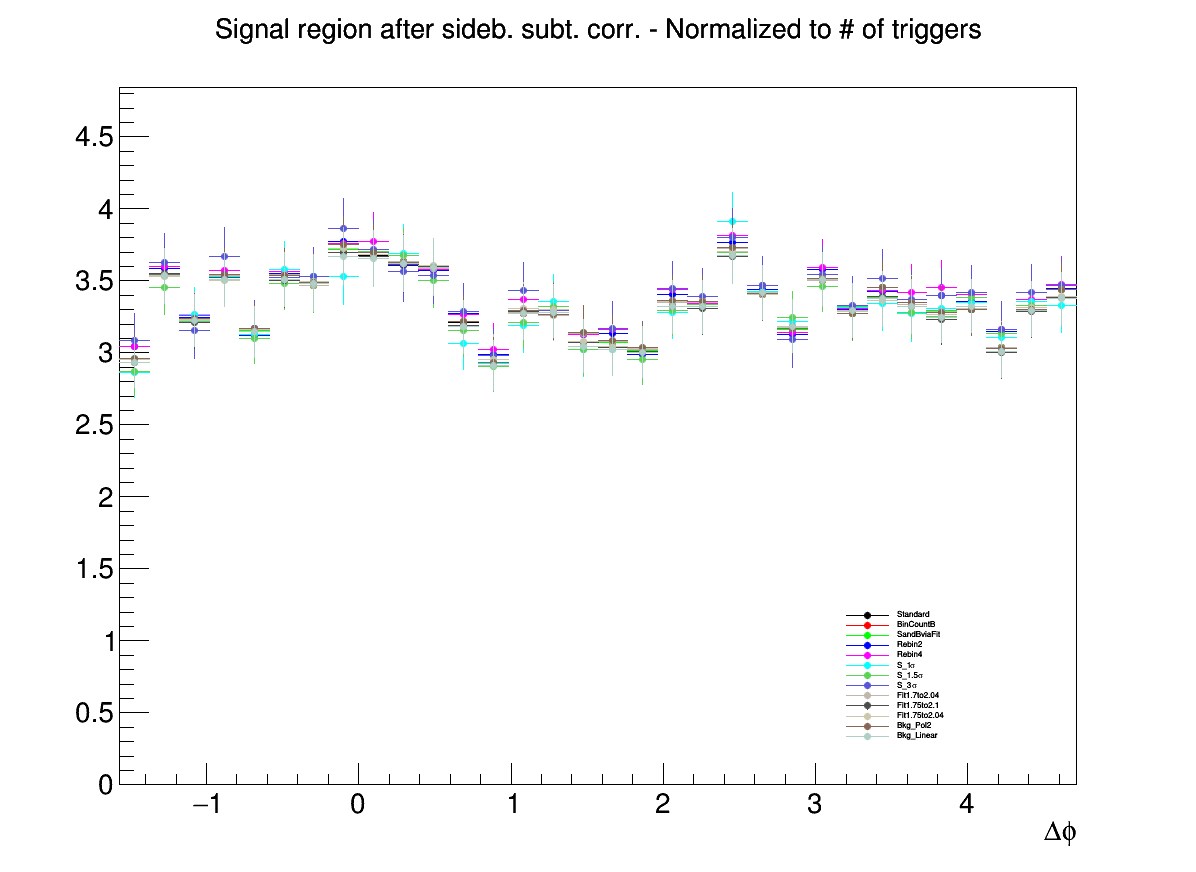 Signal region after sideb. subt. corr. - Normalized to # of triggers
4.5
4
3.5
3
2.5
2
1.5
1
0.5
0
−1 0 1 2 3 4
Δϕ
Standard
BinCountB
SandBviaFit
Rebin2
Rebin4
S_1σ
S_1.5σ
S_3σ
Fit1.7to2.04
Fit1.75to2.1
Fit1.75to2.04
Bkg_Pol2
Bkg_Linear